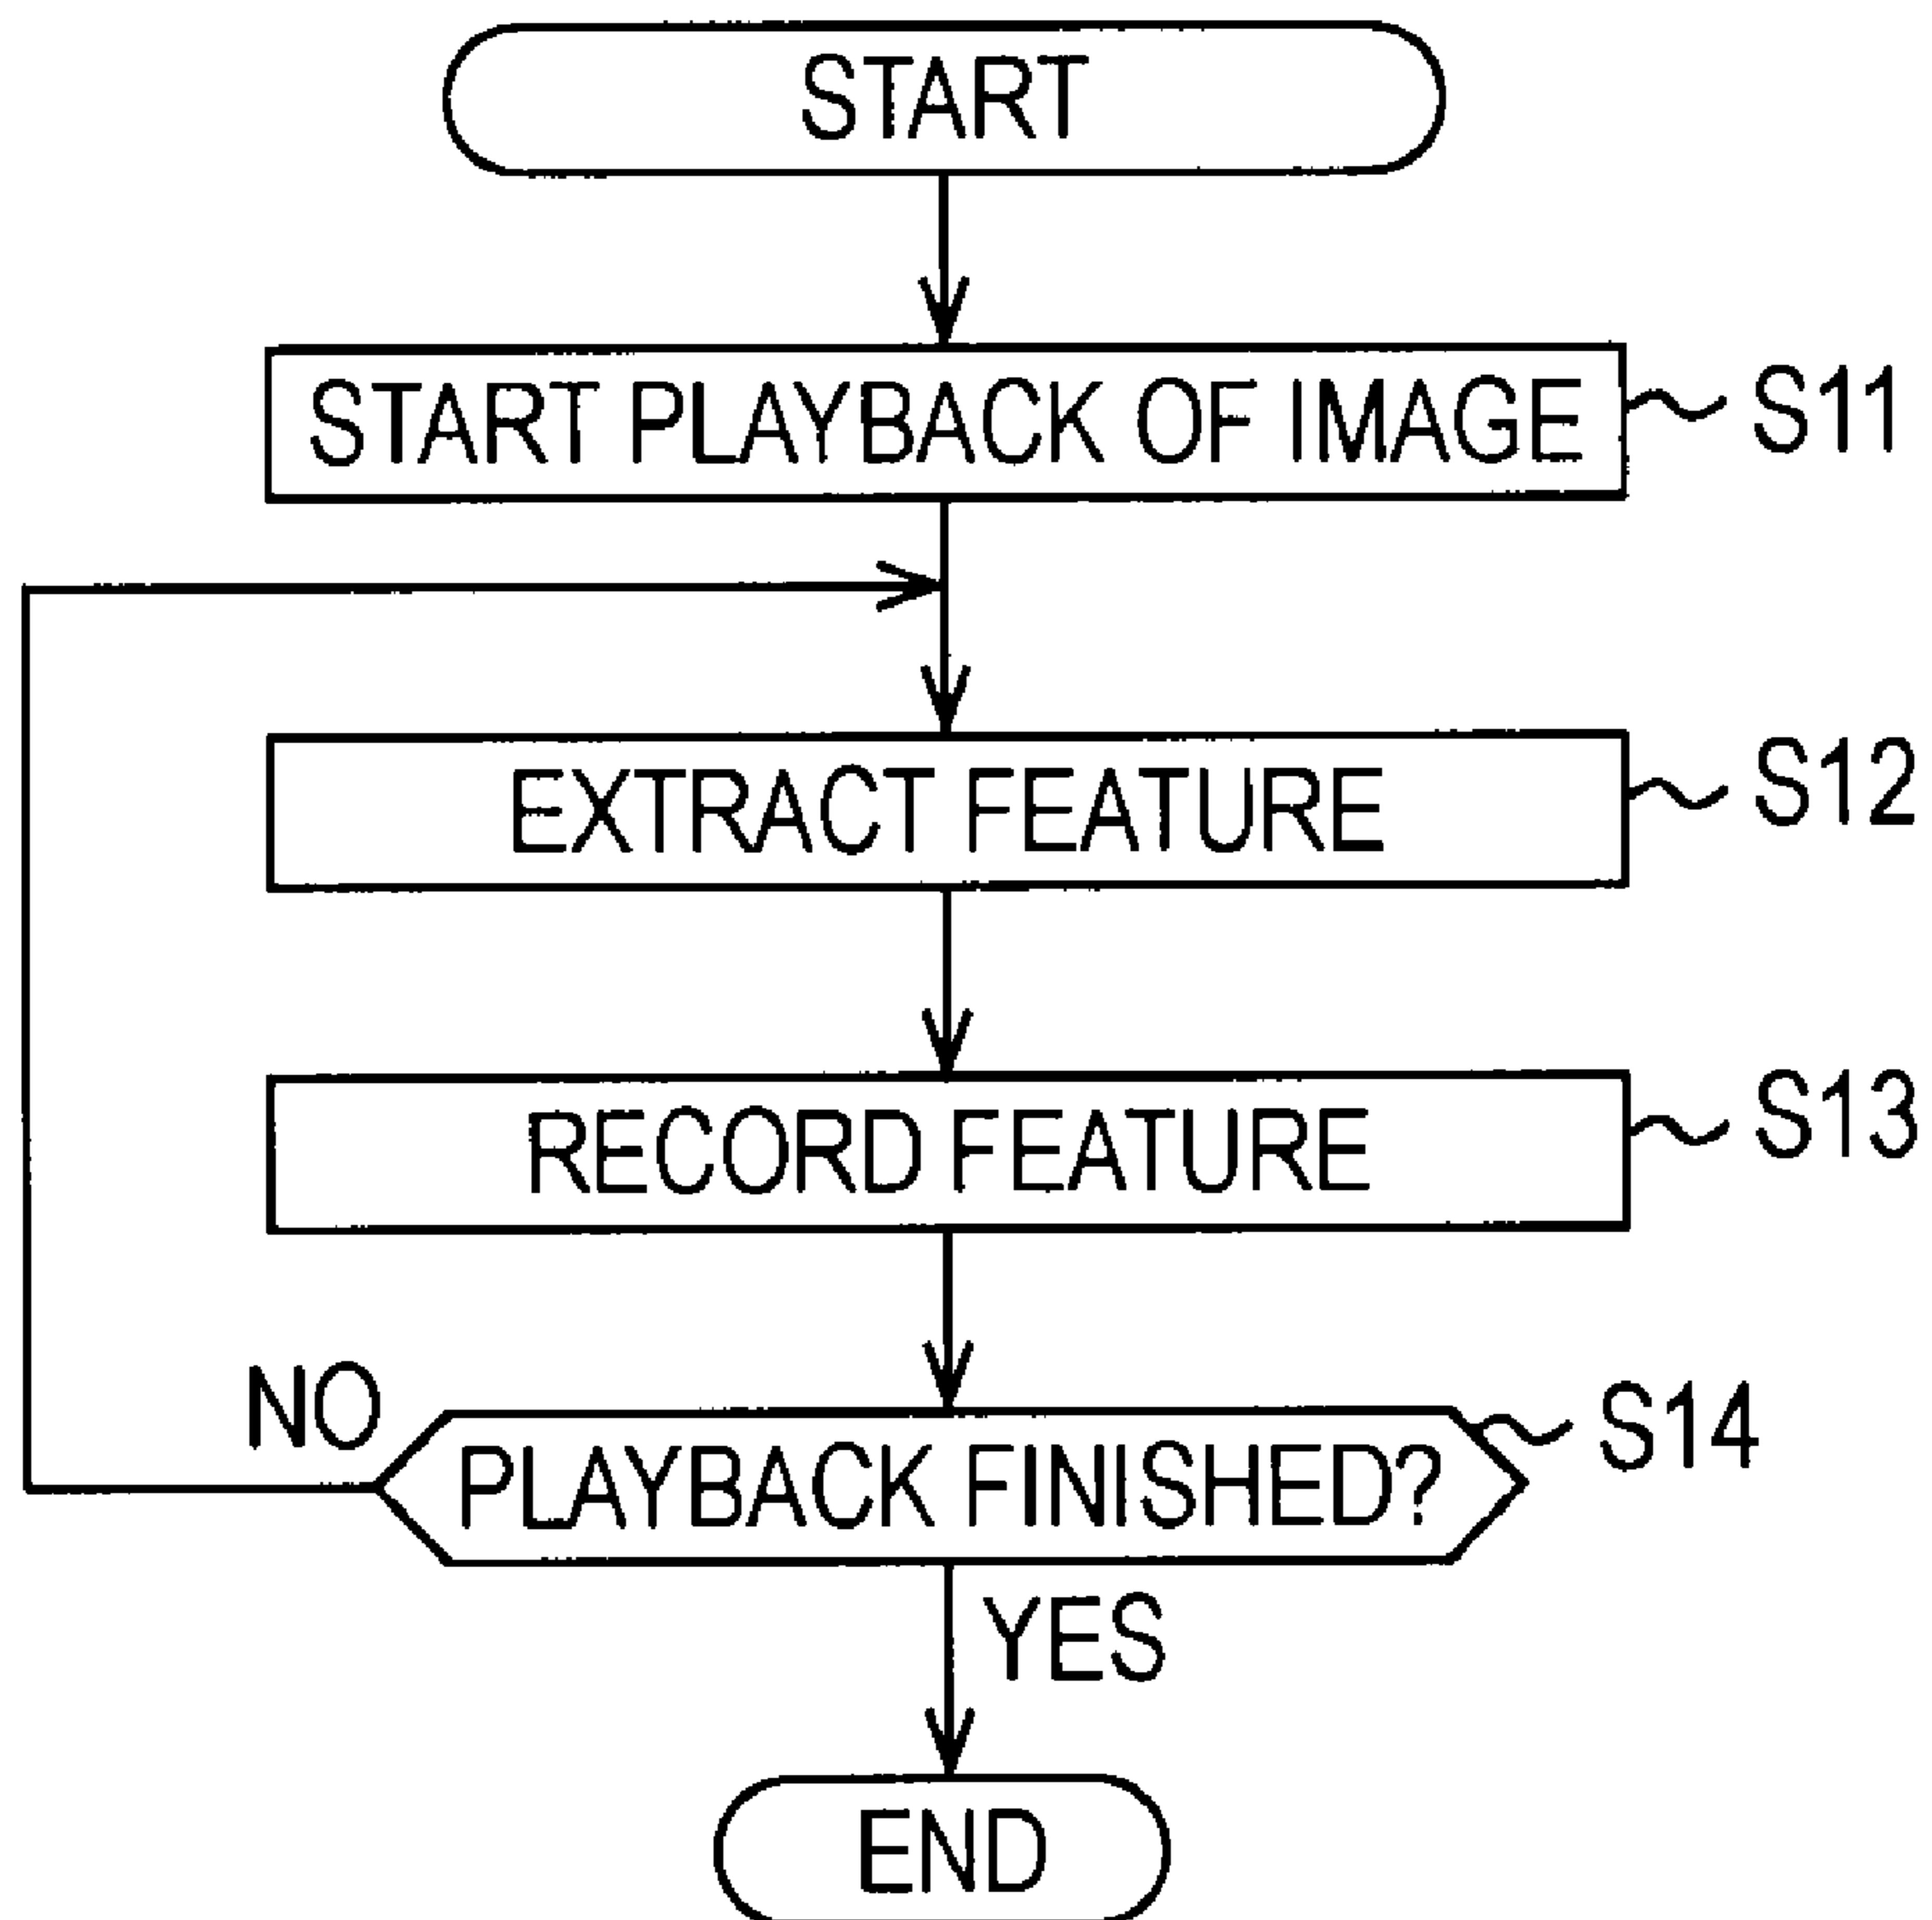 START
START PLAYBACK OF IMAGE S11
EXTRACT FEATURE S12
RECORD FEATURE S13
NO
PLAYBACK FINISHED? S14
YES
END